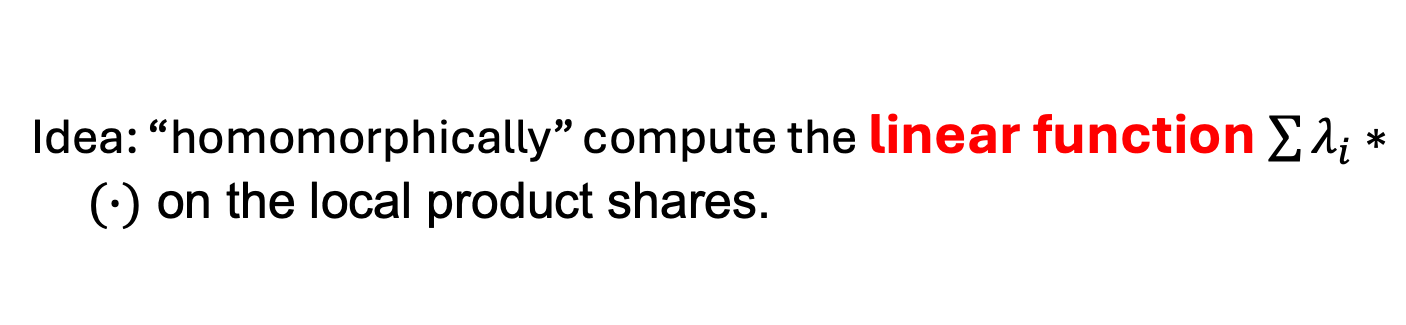 Idea: “homomorphically” compute the linear function ∑ λᵢ *
(·) on the local product shares.